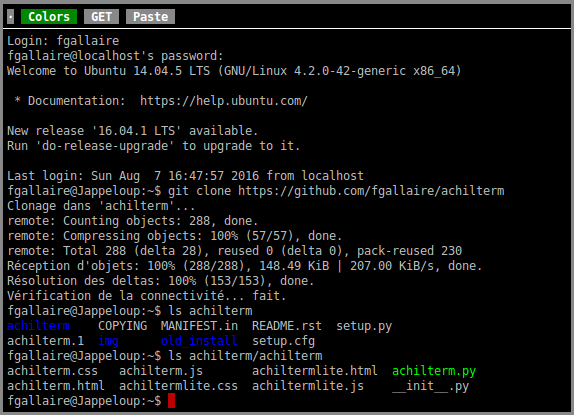 · Colors GET Paste
Login: fgallaire
fgallaire@localhost's password:
Welcome to Ubuntu 14.04.5 LTS (GNU/Linux 4.2.0-42-generic x86_64)
* Documentation:  https://help.ubuntu.com/
New release '16.04.1 LTS' available.
Run 'do-release-upgrade' to upgrade to it.
Last login: Sun Aug  7 16:47:57 2016 from localhost
fgallaire@Jappeloup:~$ git clone https://github.com/fgallaire/achilterm
Clonage dans 'achilterm'...
remote: Counting objects: 288, done.
remote: Compressing objects: 100% (57/57), done.
remote: Total 288 (delta 28), reused 0 (delta 0), pack-reused 230
Réception d'objets: 100% (288/288), 148.49 KiB | 207.00 KiB/s, done.
Résolution des deltas: 100% (153/153), done.
Vérification de la connectivité... fait.
fgallaire@Jappeloup:~$ ls achilterm
achilterm    COPYING  MANIFEST.in  README.rst  setup.py
achilterm.1  img      old_install  setup.cfg
fgallaire@Jappeloup:~$ ls achilterm/achilterm
achilterm.css   achilterm.js       achiltermlite.html  achilterm.py
achilterm.html  achiltermlite.css  achiltermlite.js    __init__.py
fgallaire@Jappeloup:~$